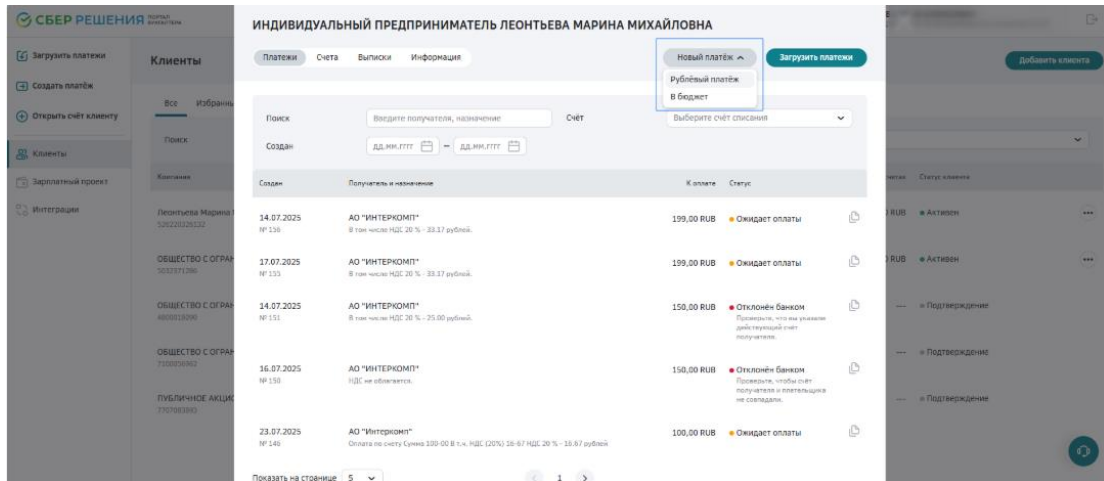 СБЕР РЕШЕНИЯ
ИНДИВИДУАЛЬНЫЙ ПРЕДПРИНИМАТЕЛЬ ЛЕОНТЬЕВА МАРИНА МИХАЙЛОВНА
Загрузить платежи
Создать платёж
Открыть счёт клиенту
Клиенты
Зарплатный проект
Интеграции
Клиенты
Добавить клиента
Все Избранны
Поиск
Компания
Статус клиента
Леонтьева Марина
ОБЩЕСТВО С ОГРАН
ОБЩЕСТВО С ОГРАН
ОБЩЕСТВО С ОГРАН
ПУБЛИЧНОЕ АКЦИО
RUB Активен
RUB Активен
Подтверждение
Подтверждение
Подтверждение
Платежи Счета Выписки Информация
Новый платёж Загрузить платежи
Рублёвый платёж
В бюджет
Поиск Введите получателя, назначение Счёт Выберите счёт списания
Создан дд.мм.гггг – дд.мм.гггг
Создан Получатель и назначение К оплате Статус
14.07.2025 АО "ИНТЕРКОМП" 199,00 RUB Ожидает оплаты
№ 156 В том числе НДС 20 % - 33.17 рублей.
17.07.2025 АО "ИНТЕРКОМП" 199,00 RUB Ожидает оплаты
№ 155 В том числе НДС 20 % - 33.17 рублей.
14.07.2025 АО "ИНТЕРКОМП" 150,00 RUB Отклонён банком
№ 151 В том числе НДС 20 % - 25.00 рублей. Проверьте, что вы указали
действующий счёт
получателя.
16.07.2025 АО "ИНТЕРКОМП" 150,00 RUB Отклонён банком
№ 150 НДС не облагается. Проверьте, чтобы счёт
получателя и плательщика
не совпадали.
23.07.2025 АО "Интеркомп" 100,00 RUB Ожидает оплаты
№ 146 Оплата по счету Сумма 100-00 В т.ч. НДС (20%) 16-67 НДС 20 % - 16.67 рублей
Показать на странице 5 1